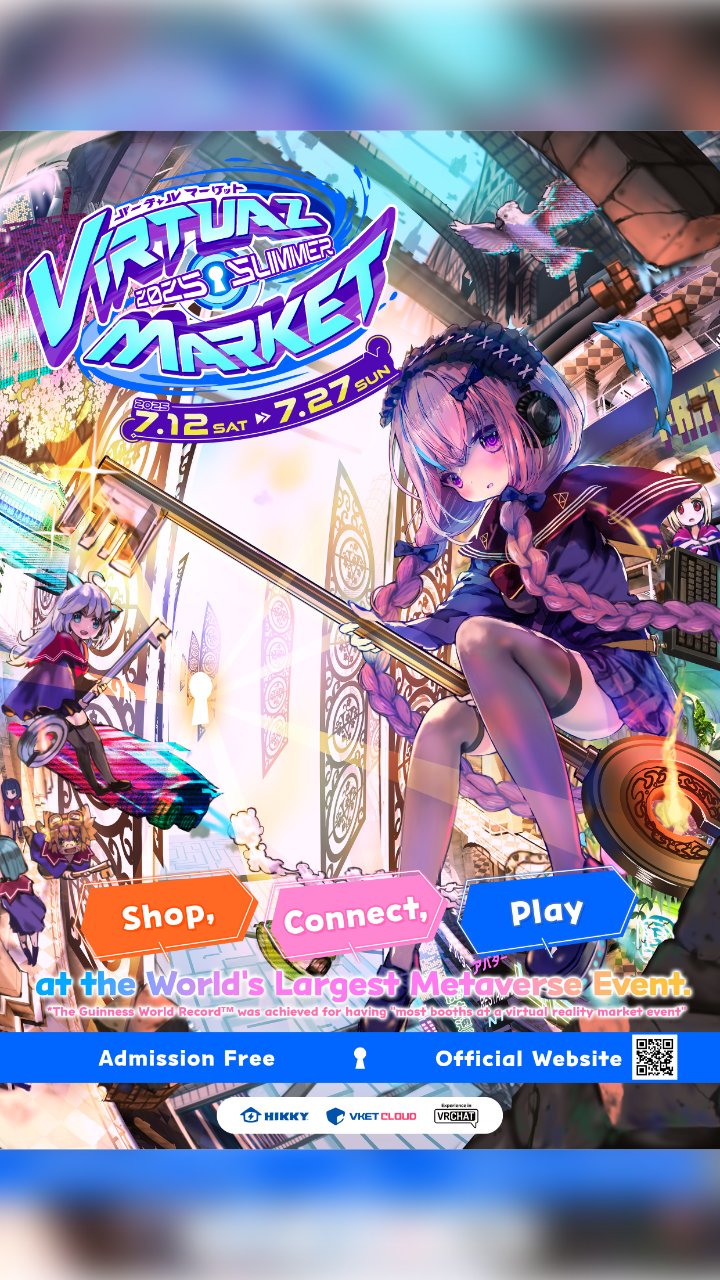 バーチャル マーケット
VIRTUAL
2025 SUMMER
MARKET
2025
7.12 SAT 7.27 SUN
Shop,
Connect,
Play
アバター
at the World's Largest Metaverse Event.
*The Guinness World Record™ was achieved for having "most booths at a virtual reality market event"
Admission Free
Official Website
HIKKY
VKET CLOUD
Experience in
VRCHAT